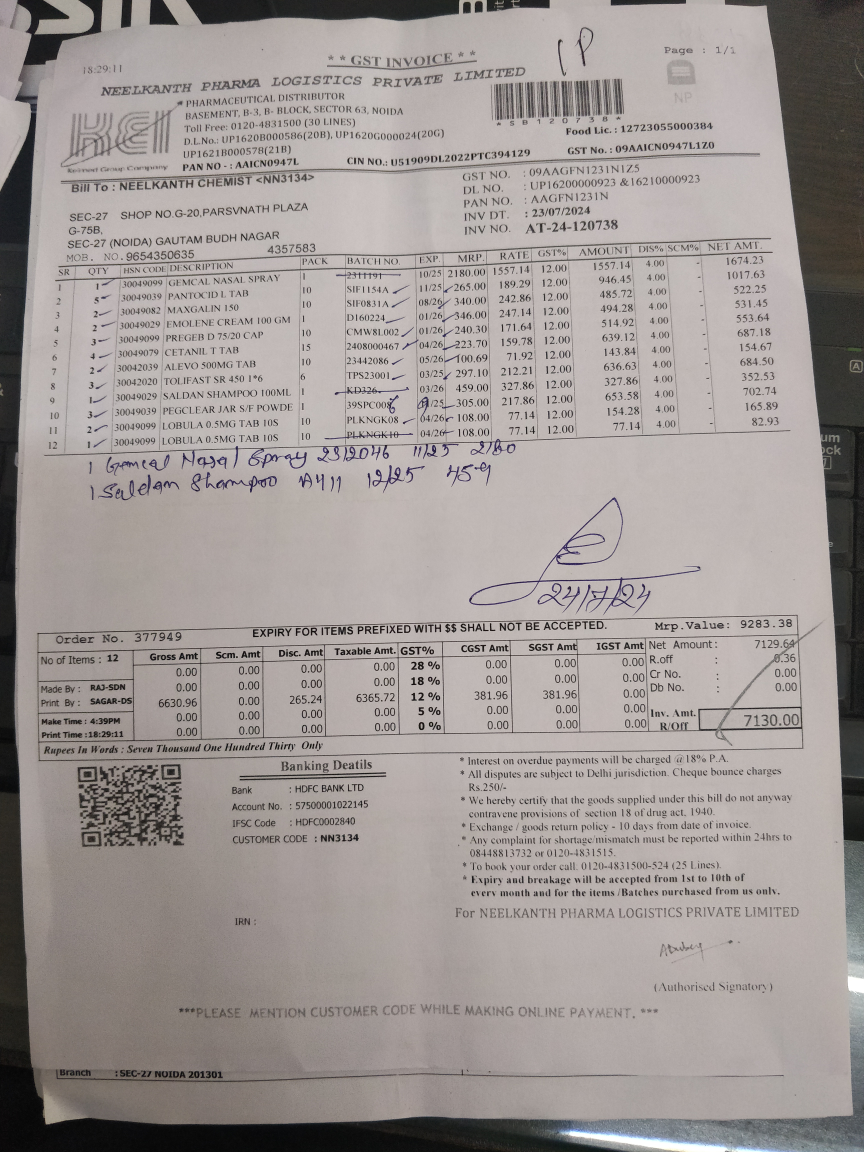 18:29:11
* * GST INVOICE * *
1P
Page : 1/1
NEELKANTH PHARMA LOGISTICS PRIVATE LIMITED
NP
KEI
Kerned Group Company
PHARMACEUTICAL DISTRIBUTOR
BASEMENT, B-3, B- BLOCK, SECTOR 63, NOIDA
Toll Free: 0120-4831500 (30 LINES)
D.L.No.: UP1620B000586(20B), UP1620G000024(20G)
UP1621B000578(21B)
PAN NO - : AAICN0947L
CIN NO.: U51909DL2022PTC394129
*SB120738*
Food Lic. : 12723055000384
GST No. : 09AAICN0947L1Z0
Bill To : NEELKANTH CHEMIST <NN3134>
SEC-27 SHOP NO.G-20,PARSVNATH PLAZA
G-75B,
SEC-27 (NOIDA) GAUTAM BUDH NAGAR
MOB. NO.9654350635 4357583
GST NO. : 09AAGFN1231N1Z5
DL NO. : UP16200000923 &16210000923
PAN NO. : AAGFN1231N
INV DT. : 23/07/2024
INV NO. AT-24-120738
SR QTY HSN CODE DESCRIPTION PACK BATCH NO. EXP. MRP. RATE GST% AMOUNT DIS% SCM% NET AMT.
1 1 30049099 GEMCAL NASAL SPRAY 1 2311191 10/25 2180.00 1557.14 12.00 1557.14 4.00 - 1674.23
2 5 30049039 PANTOCID L TAB 10 SIF1154A 11/25 265.00 189.29 12.00 946.45 4.00 - 1017.63
3 2 30049082 MAXGALIN 150 10 SIF0831A 08/26 340.00 242.86 12.00 485.72 4.00 - 522.25
4 2 30049029 EMOLENE CREAM 100 GM 1 D160224 01/26 346.00 247.14 12.00 494.28 4.00 - 531.45
5 3 30049099 PREGEB D 75/20 CAP 10 CMW8L002 01/26 240.30 171.64 12.00 514.92 4.00 - 553.64
6 4 30049079 CETANIL T TAB 15 2408000467 04/26 223.70 159.78 12.00 639.12 4.00 - 687.18
7 2 30042039 ALEVO 500MG TAB 10 23442086 05/26 100.69 71.92 12.00 143.84 4.00 - 154.67
8 3 30042020 TOLIFAST SR 450 1*6 6 TPS23001 03/25 297.10 212.21 12.00 636.63 4.00 - 684.50
9 1 30049029 SALDAN SHAMPOO 100ML 1 KD326 03/26 459.00 327.86 12.00 327.86 4.00 - 352.53
10 3 30049039 PEGCLEAR JAR S/F POWDE 1 39SPC006 9/25 305.00 217.86 12.00 653.58 4.00 - 702.74
11 2 30049099 LOBULA 0.5MG TAB 10S 10 PLKNGK08 04/26 108.00 77.14 12.00 154.28 4.00 - 165.89
12 1 30049099 LOBULA 0.5MG TAB 10S 10 PLKNGK10 04/26 108.00 77.14 12.00 77.14 4.00 - 82.93
1 Gemcal Nasal Spray 2312046 11/25 2180
1 Saldan Shampoo A411 12/25 459
24/7/24
Order No. 377949 EXPIRY FOR ITEMS PREFIXED WITH $$ SHALL NOT BE ACCEPTED. Mrp.Value: 9283.38
No of Items : 12 Gross Amt Scm. Amt Disc. Amt Taxable Amt. GST% CGST Amt SGST Amt IGST Amt Net Amount: 7129.64
0.00 0.00 0.00 0.00 28 % 0.00 0.00 0.00 R.off : 0.36
Made By : RAJ-SDN 0.00 0.00 0.00 0.00 18 % 0.00 0.00 0.00 Cr No. : 0.00
Print By : SAGAR-DS 6630.96 0.00 265.24 6365.72 12 % 381.96 381.96 0.00 Db No. : 0.00
Make Time : 4:39PM 0.00 0.00 0.00 0.00 5 % 0.00 0.00 0.00
Print Time :18:29:11 0.00 0.00 0.00 0.00 0 % 0.00 0.00 0.00 Inv. Amt. R/Off 7130.00
Rupees In Words : Seven Thousand One Hundred Thirty Only
Banking Deatils
Bank : HDFC BANK LTD
Account No. : 57500001022145
IFSC Code : HDFC0002840
CUSTOMER CODE : NN3134
IRN :
* Interest on overdue payments will be charged @18% P.A.
* All disputes are subject to Delhi jurisdiction. Cheque bounce charges
Rs.250/-
* We hereby certify that the goods supplied under this bill do not anyway
contravene provisions of section 18 of drug act, 1940.
* Exchange / goods return policy - 10 days from date of invoice.
* Any complaint for shortage/mismatch must be reported within 24hrs to
08448813732 or 0120-4831515.
* To book your order call. 0120-4831500-524 (25 Lines).
* Expiry and breakage will be accepted from 1st to 10th of
every month and for the items /Batches purchased from us only.
For NEELKANTH PHARMA LOGISTICS PRIVATE LIMITED
(Authorised Signatory)
***PLEASE MENTION CUSTOMER CODE WHILE MAKING ONLINE PAYMENT. ***
Branch : SEC-27 NOIDA 201301